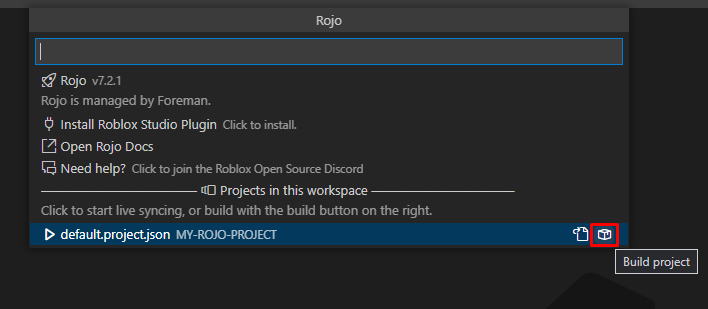 Rojo
Rojo v7.2.1
Rojo is managed by Foreman.
Install Roblox Studio Plugin Click to install.
Open Rojo Docs
Need help? Click to join the Roblox Open Source Discord
Projects in this workspace
Click to start live syncing, or build with the build button on the right.
default.project.json MY-ROJO-PROJECT
Build project